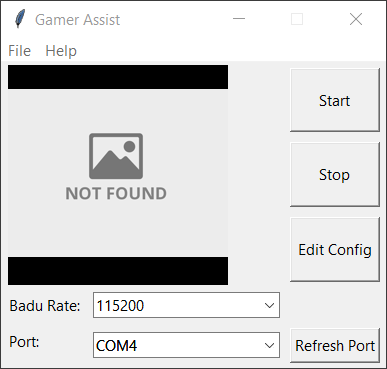 Gamer Assist
File Help
NOT FOUND
Start
Stop
Edit Config
Badu Rate: 115200
Port: COM4
Refresh Port